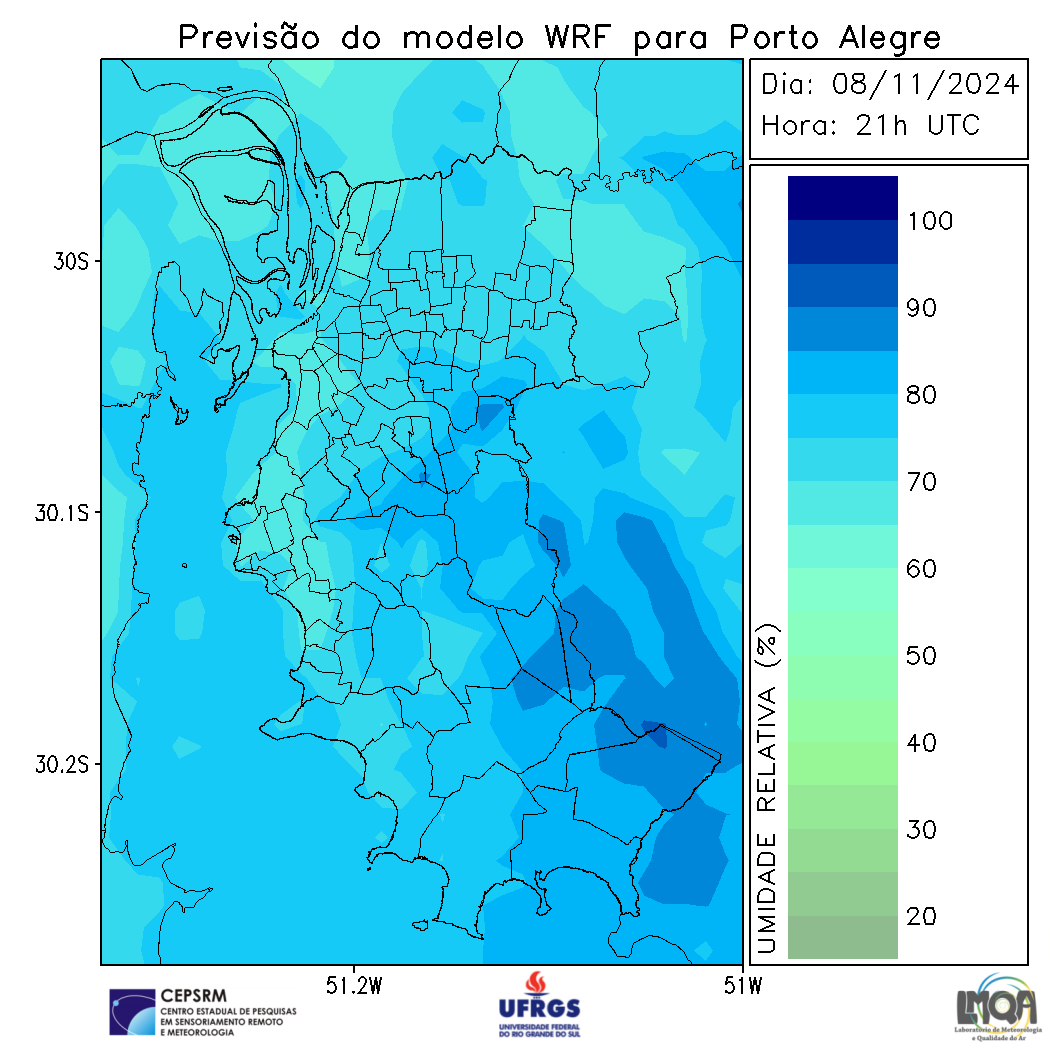 Previsão do modelo WRF para Porto Alegre
Dia: 08/11/2024
Hora: 21h UTC
30S
30.1S
30.2S
51.2W
51W
UMIDADE RELATIVA (%)
100
90
80
70
60
50
40
30
20
CEPSRM
CENTRO ESTADUAL DE PESQUISAS
EM SENSORIAMENTO REMOTO
E METEOROLOGIA
UFRGS
UNIVERSIDADE FEDERAL
DO RIO GRANDE DO SUL
LMQA
Laboratório de Meteorologia
e Qualidade do Ar